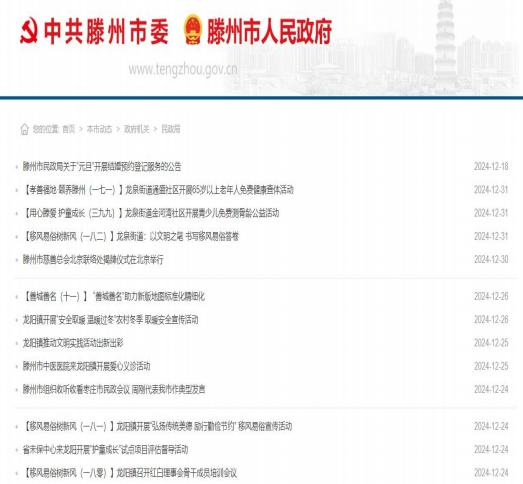 中共滕州市委 滕州市人民政府
www.tengzhou.gov.cn
您的位置: 首页 > 本市动态 > 政府机关 > 民政局
滕州市民政局关于“元旦”开展结婚预约登记服务的公告 2024-12-18
【孝善福地·颐养滕州（一七一）】龙泉街道通盛社区开展65岁以上老年人免费健康查体活动 2024-12-31
【用心滕爱 护童成长（三九九）】龙泉街道金河湾社区开展青少儿免费测骨龄公益活动 2024-12-31
【移风易俗树新风（一八二）】龙泉街道：以文明之笔 书写移风易俗答卷 2024-12-31
滕州市慈善总会北京联络处揭牌仪式在北京举行 2024-12-30
【善城善名（十一）】 “善城善名”助力新版地图标准化精细化 2024-12-26
龙阳镇开展“安全取暖 温暖过冬”农村冬季 取暖安全宣传活动 2024-12-26
龙阳镇推动文明实践活动出新出彩 2024-12-25
滕州市中医医院来龙阳镇开展爱心义诊活动 2024-12-25
滕州市组织收听收看枣庄市民政会议 周刚代表我市作典型发言 2024-12-24
【移风易俗树新风（一八一）】龙阳镇开展“弘扬传统美德 励行勤俭节约” 移风易俗宣传活动 2024-12-24
省未保中心来龙阳开展“护童成长”试点项目评估督导活动 2024-12-24
【移风易俗树新风（一八零）】龙阳镇召开红白理事会骨干成员培训会议 2024-12-24